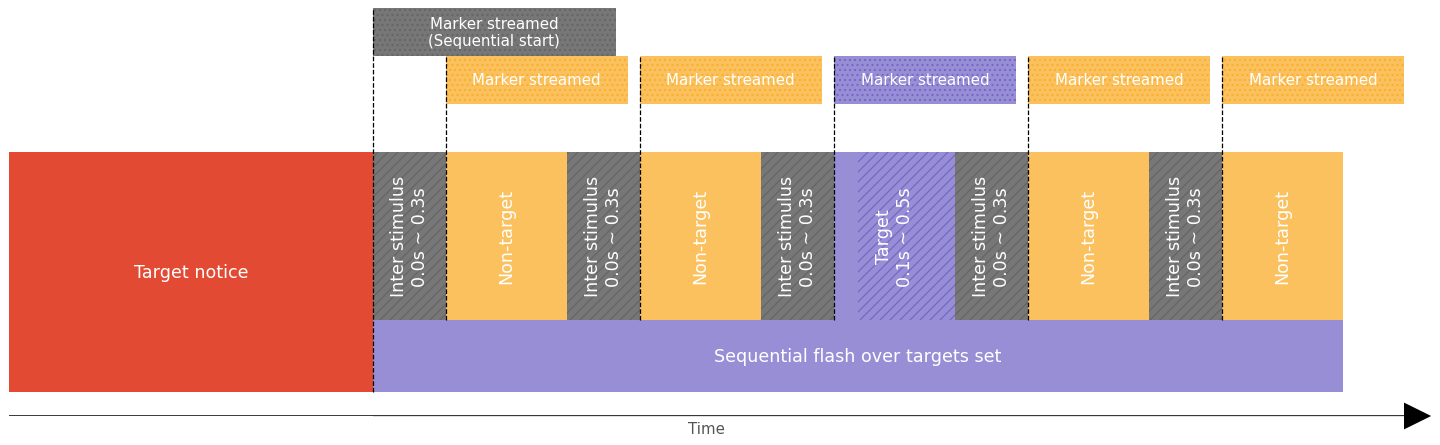 Marker streamed
(Sequential start)
Marker streamed
Marker streamed
Marker streamed
Marker streamed
Marker streamed
Target notice
Inter stimulus
0.0s ~ 0.3s
Non-target
Inter stimulus
0.0s ~ 0.3s
Non-target
Inter stimulus
0.0s ~ 0.3s
Target
0.1s ~ 0.5s
Inter stimulus
0.0s ~ 0.3s
Non-target
Inter stimulus
0.0s ~ 0.3s
Non-target
Sequential flash over targets set
Time